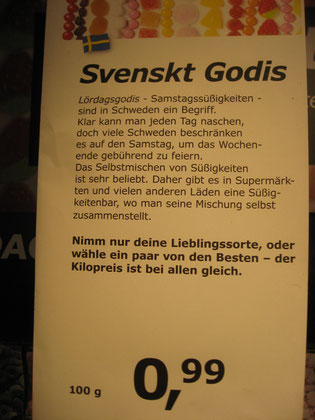 Svenskt Godis
Lördagsgodis - Samstagssüßigkeiten -
sind in Schweden ein Begriff.
Klar kann man jeden Tag naschen,
doch viele Schweden beschränken
es auf den Samstag, um das Wochen-
ende gebührend zu feiern.
Das Selbstmischen von Süßigkeiten
ist sehr beliebt. Daher gibt es in Supermärk-
ten und vielen anderen Läden eine Süßig-
keitenbar, wo man seine Mischung selbst
zusammenstellt.
Nimm nur deine Lieblingssorte, oder
wähle ein paar von den Besten – der
Kilopreis ist bei allen gleich.
100 g 0,99